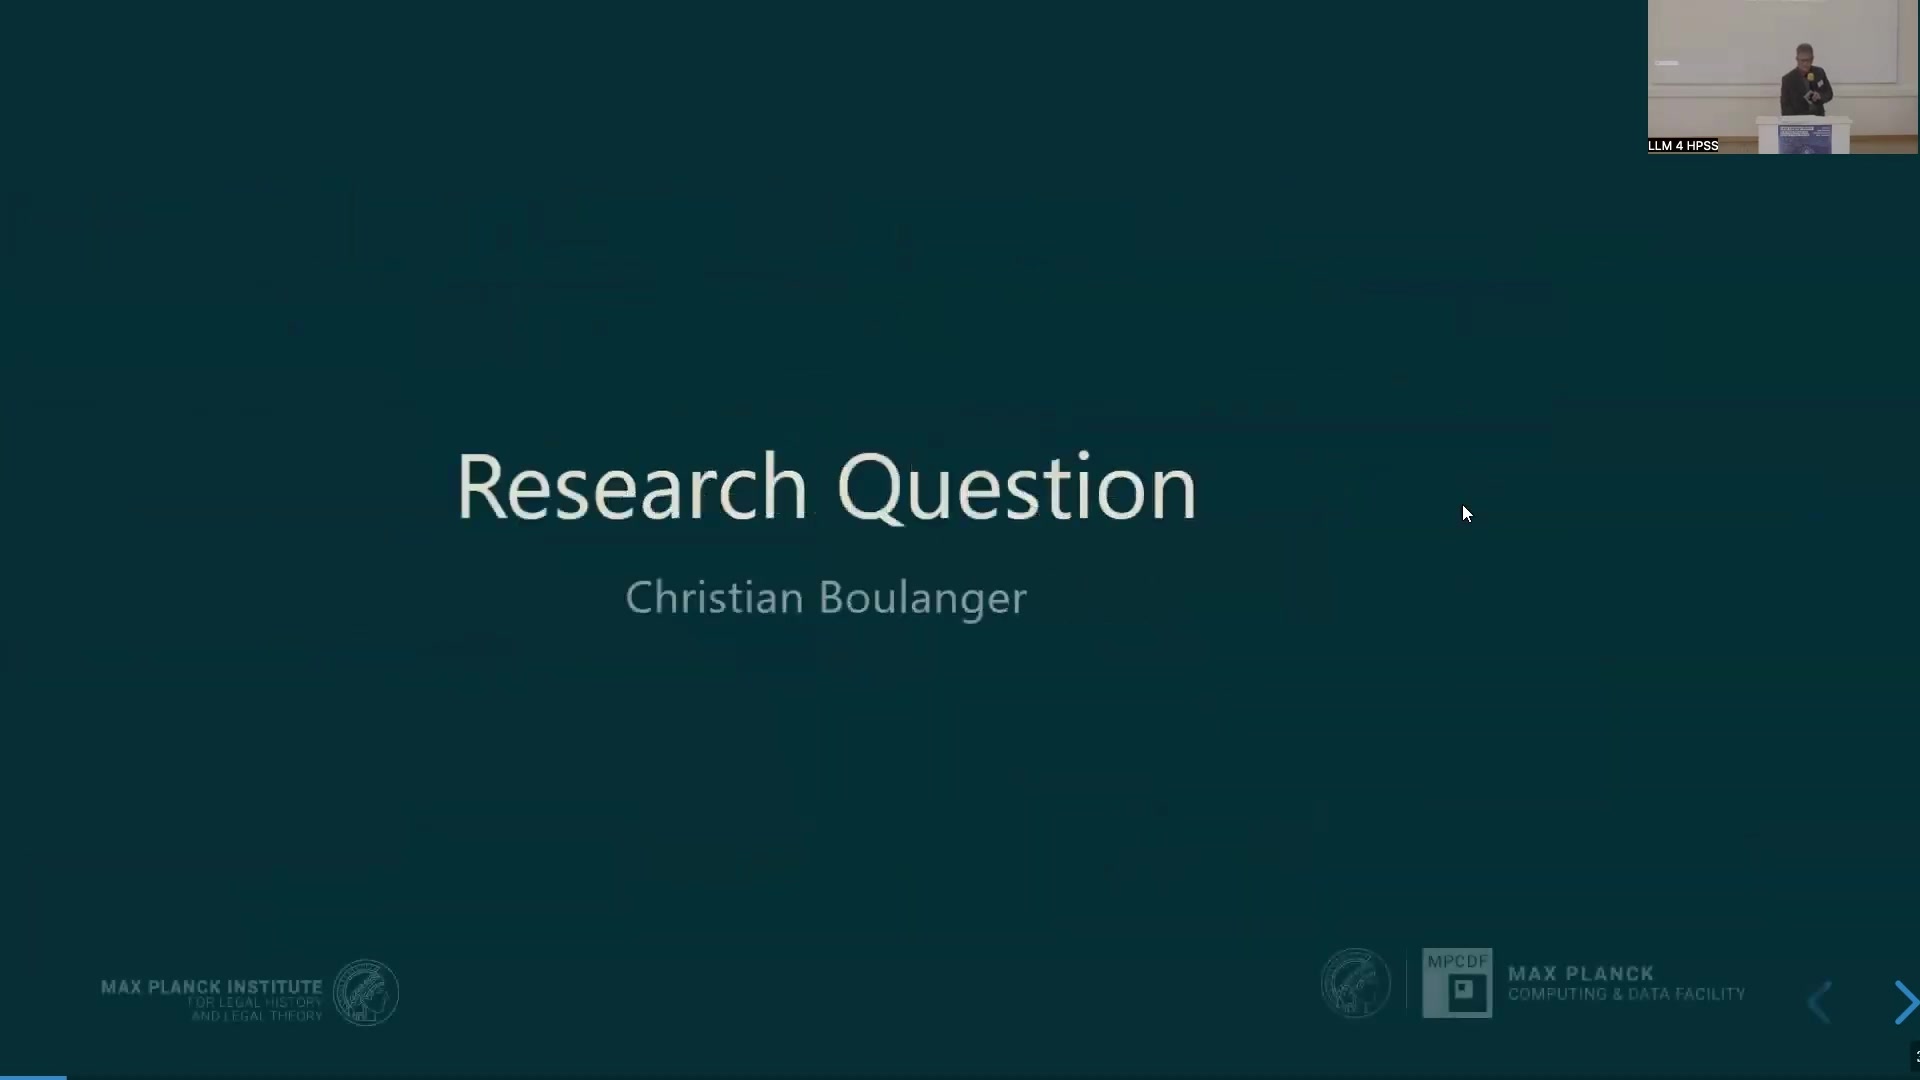 LLM 4 HPSS
Research Question
Christian Boulanger
MAX PLANCK INSTITUTE
FOR LEGAL HISTORY
AND LEGAL THEORY
MPCDF
MAX PLANCK
COMPUTING & DATA FACILITY